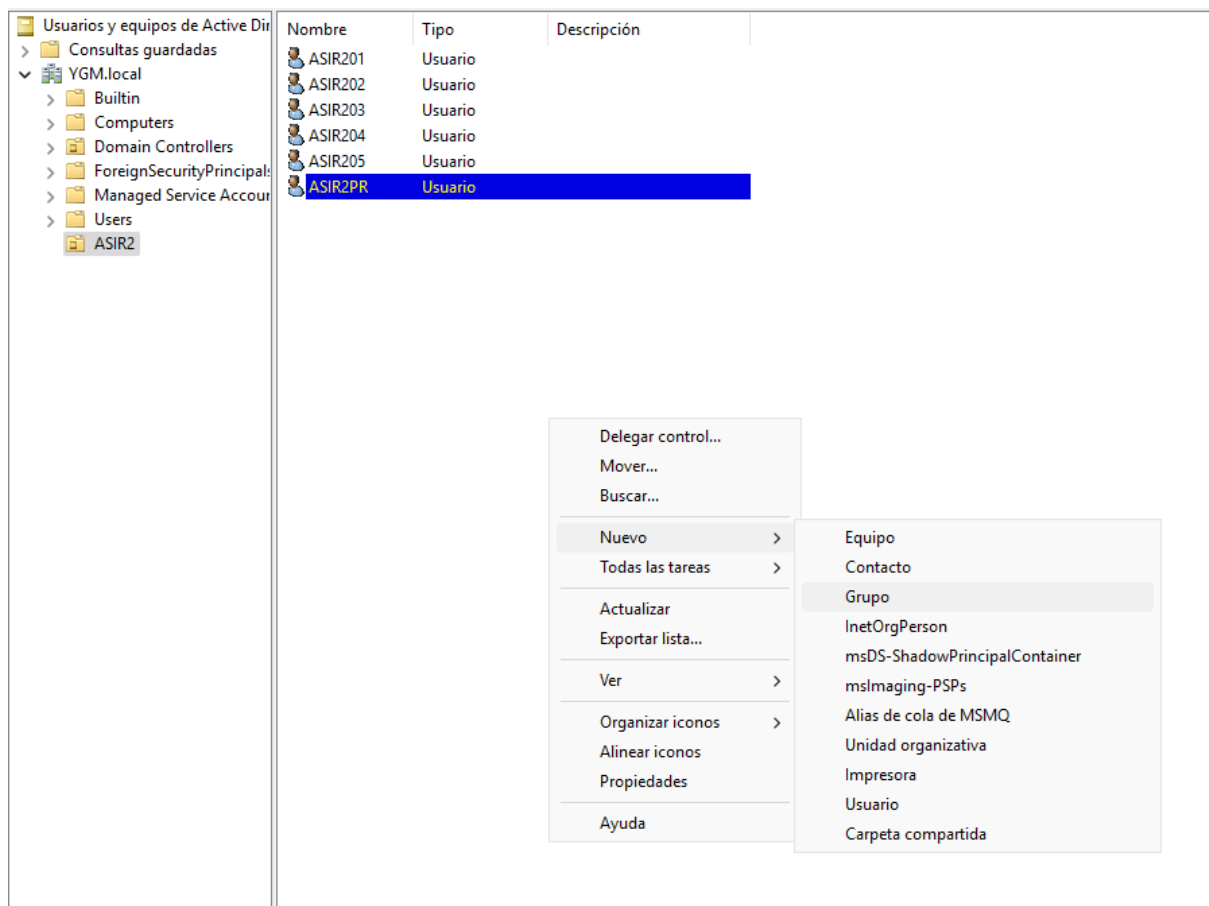 Usuarios y equipos de Active Dir
Consultas guardadas
YGM.local
Builtin
Computers
Domain Controllers
ForeignSecurityPrincipals
Managed Service Accour
Users
ASIR2
Nombre Tipo Descripción
ASIR201 Usuario
ASIR202 Usuario
ASIR203 Usuario
ASIR204 Usuario
ASIR205 Usuario
ASIR2PR Usuario
Delegar control...
Mover...
Buscar...
Nuevo
Todas las tareas
Actualizar
Exportar lista...
Ver
Organizar iconos
Alinear iconos
Propiedades
Ayuda
Equipo
Contacto
Grupo
InetOrgPerson
msDS-ShadowPrincipalContainer
msImaging-PSPs
Alias de cola de MSMQ
Unidad organizativa
Impresora
Usuario
Carpeta compartida